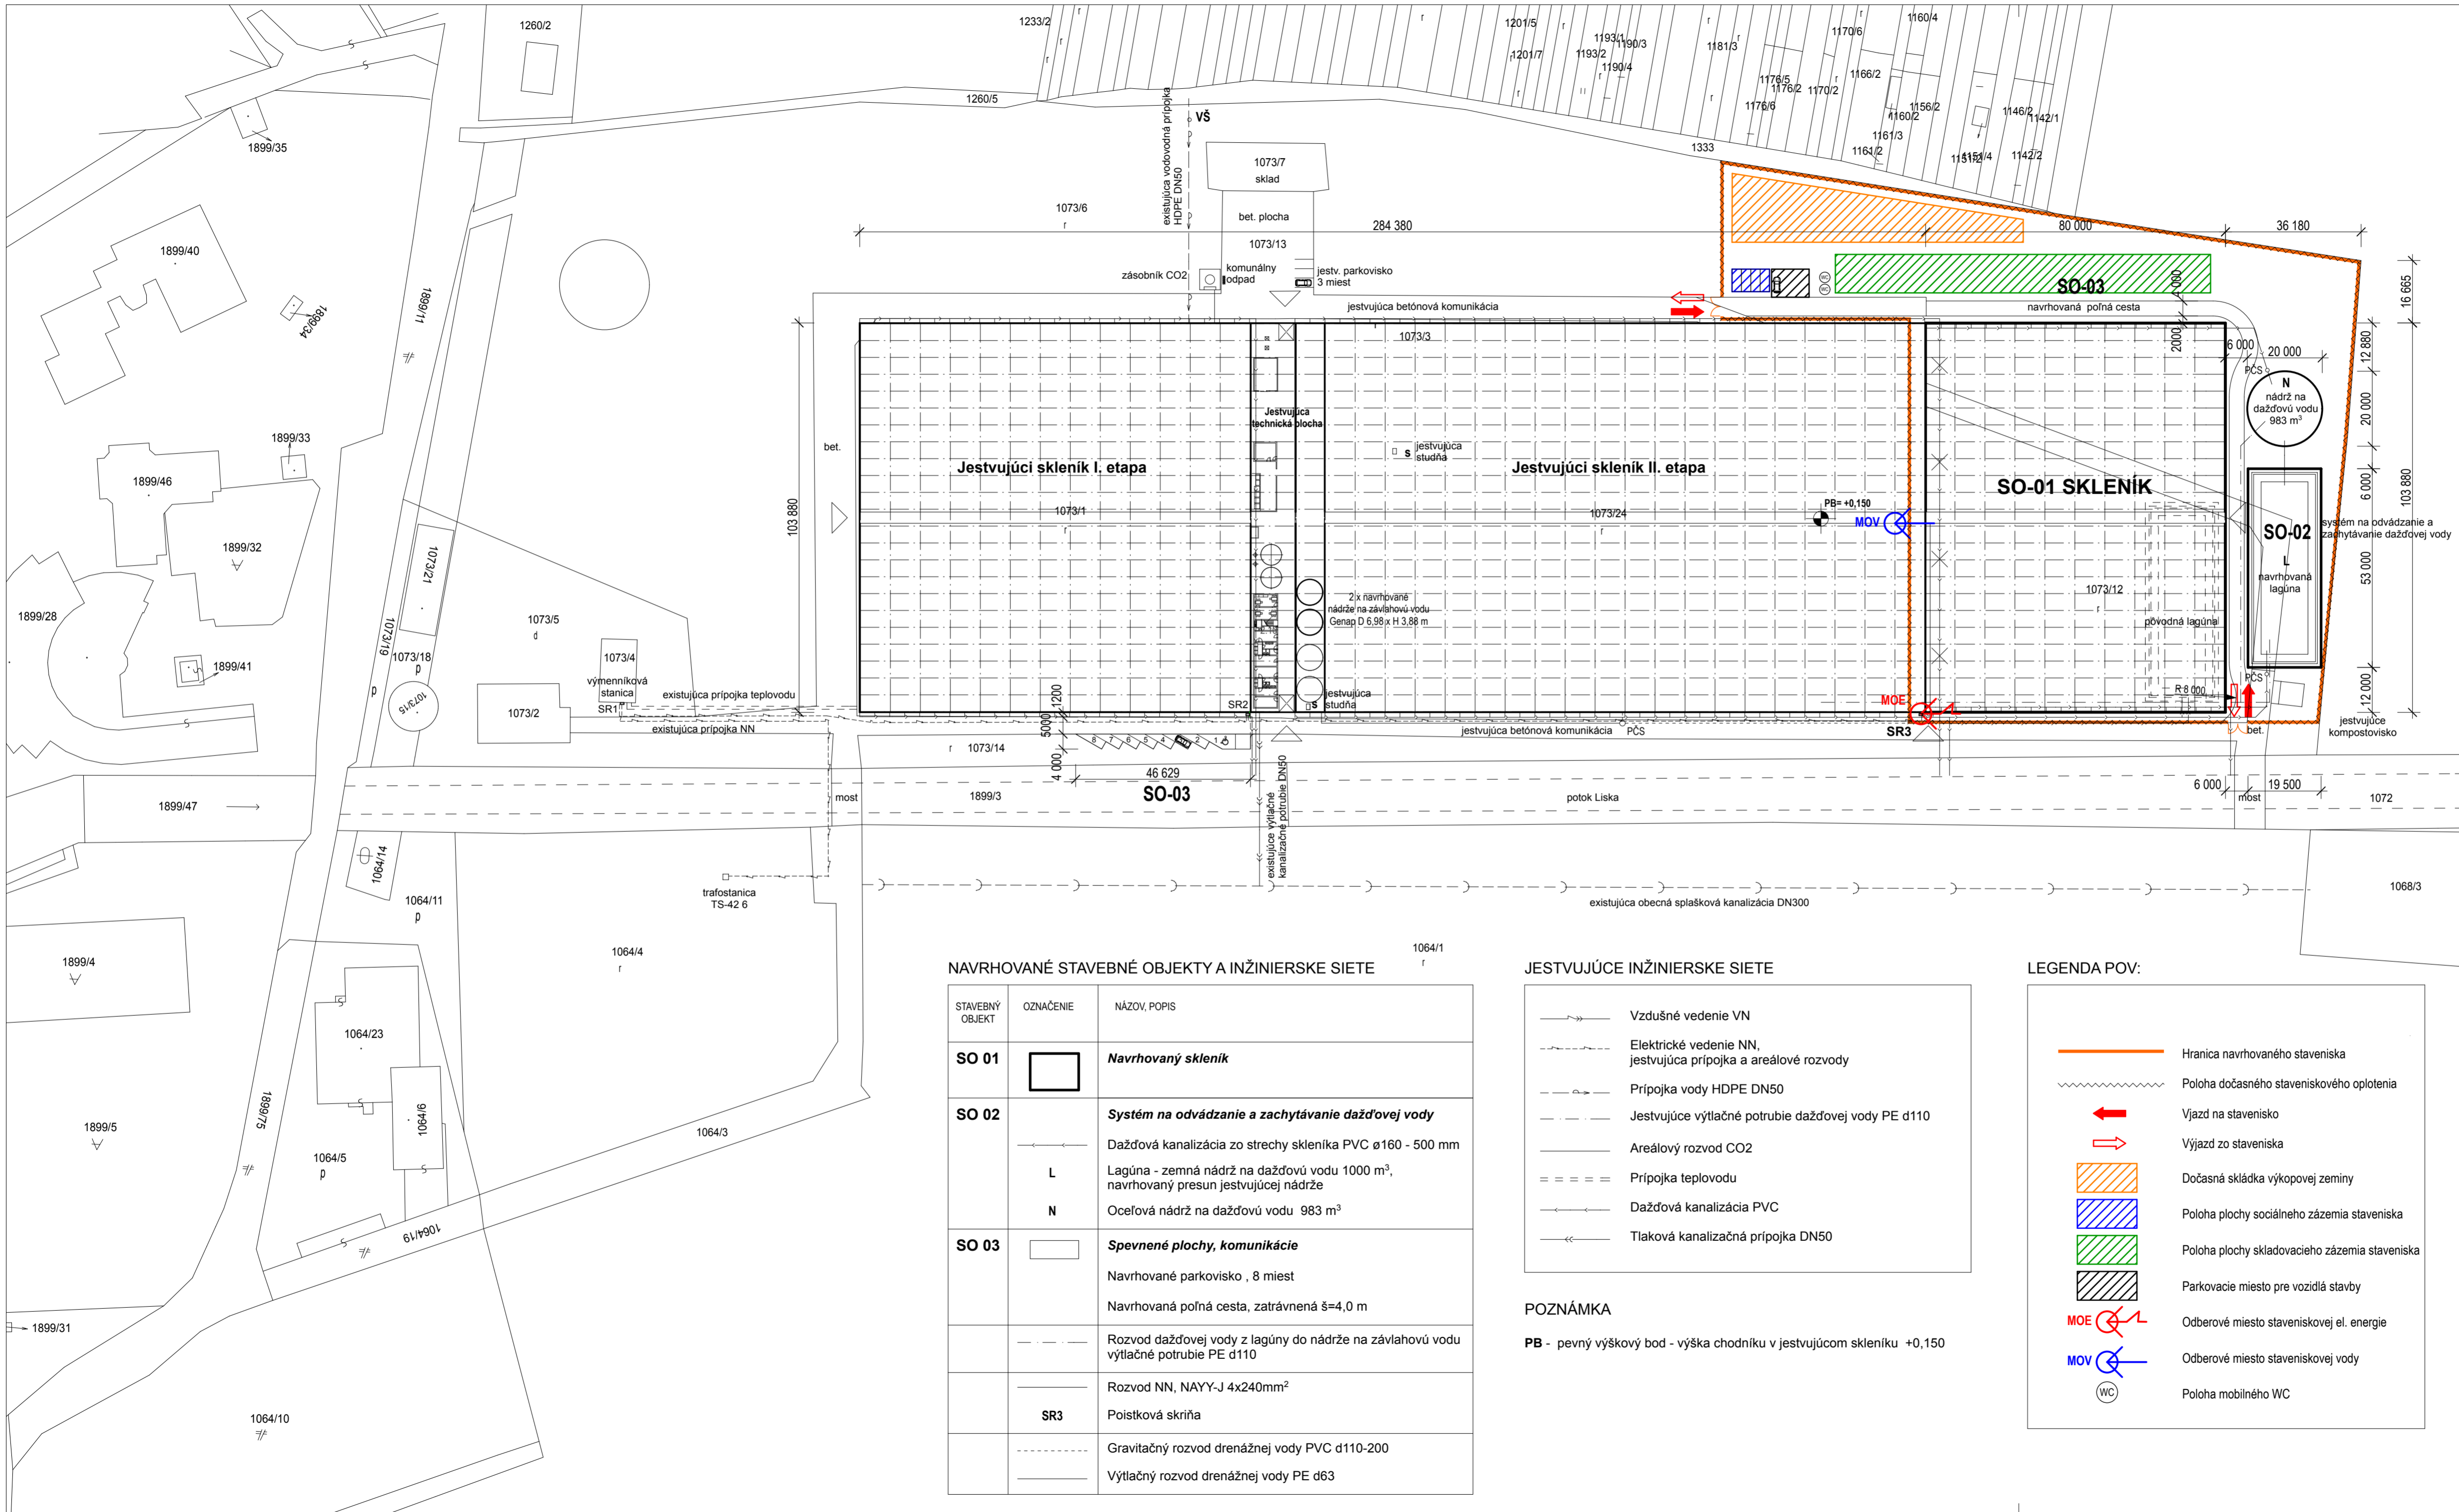 1260/2
1233/2
1201/5
1201/7
1193/1
1193/2
1190/3
1190/4
1181/3
1176/5
1176/2
1176/6
1170/6
1170/2
1166/2
1160/4
1156/2
1160/2
1161/3
1161/2
1146/2
1142/1
1151/2
1151/4
1142/2
1333
1260/5
1899/35
1899/40
1899/34
1899/11
1899/33
1899/46
1899/32
1899/28
1899/41
1073/21
1073/19
1073/18
1073/15
1073/5
d
1073/4
výmenníková
stanica
SR1
1073/2
existujúca prípojka teplovodu
existujúca prípojka NN
existujúca vodovodná prípojka
HDPE DN50
VŠ
1073/7
sklad
bet. plocha
1073/13
1073/6
r
284 380
80 000
36 180
zásobník CO2
komunálny
odpad
jestv. parkovisko
3 miest
jestvujúca betónová komunikácia
WC
WC
SO-03
4 000
navrhovaná poľná cesta
2000
16 665
12 880
20 000
6 000
103 880
53 000
12 000
6 000
20 000
PČS
N
nádrž na
dažďovú vodu
983 m³
bet.
103 880
1073/3
Jestvujúca
technická plocha
S
jestvujúca
studňa
Jestvujúci skleník I. etapa
Jestvujúci skleník II. etapa
SO-01 SKLENÍK
1073/1
r
1073/24
r
PB= +0,150
MOV
SO-02
systém na odvádzanie a
zachytávanie dažďovej vody
L
navrhovaná
lagúna
1073/12
r
pôvodná lagúna
2 x navrhované
nádrže na závlahovú vodu
Genap D 6,98 x H 3,88 m
SR2
S
jestvujúca
studňa
MOE
SR3
R 8 000
PČS
bet.
jestvujúce
kompostovisko
1200
5000
4 000
r 1073/14
8 7 6 5 4 2 1
46 629
SO-03
jestvujúca betónová komunikácia
PČS
6 000
19 500
most
1072
1899/47
most
1899/3
potok Liska
existujúce výtlačné
kanalizačné potrubie DN50
1064/14
1064/11
p
trafostanica
TS-42 6
existujúca obecná splašková kanalizácia DN300
1068/3
1899/4
1064/4
r
1064/1
r
1064/23
1064/6
1899/75
1899/5
1064/5
p
1064/3
1064/19
1899/31
1064/10
NAVRHOVANÉ STAVEBNÉ OBJEKTY A INŽINIERSKE SIETE
STAVEBNÝ
OBJEKT
OZNAČENIE
NÁZOV, POPIS
SO 01
Navrhovaný skleník
SO 02
Systém na odvádzanie a zachytávanie dažďovej vody
Dažďová kanalizácia zo strechy skleníka PVC ø160 - 500 mm
L
Lagúna - zemná nádrž na dažďovú vodu 1000 m³,
navrhovaný presun jestvujúcej nádrže
N
Oceľová nádrž na dažďovú vodu 983 m³
SO 03
Spevnené plochy, komunikácie
Navrhované parkovisko , 8 miest
Navrhovaná poľná cesta, zatrávnená š=4,0 m
Rozvod dažďovej vody z lagúny do nádrže na závlahovú vodu
výtlačné potrubie PE d110
Rozvod NN, NAYY-J 4x240mm²
SR3
Poistková skriňa
Gravitačný rozvod drenážnej vody PVC d110-200
Výtlačný rozvod drenážnej vody PE d63
JESTVUJÚCE INŽINIERSKE SIETE
Vzdušné vedenie VN
Elektrické vedenie NN,
jestvujúca prípojka a areálové rozvody
Prípojka vody HDPE DN50
Jestvujúce výtlačné potrubie dažďovej vody PE d110
Areálový rozvod CO2
Prípojka teplovodu
Dažďová kanalizácia PVC
Tlaková kanalizačná prípojka DN50
POZNÁMKA
PB - pevný výškový bod - výška chodníku v jestvujúcom skleníku +0,150
LEGENDA POV:
Hranica navrhovaného staveniska
Poloha dočasného staveniskového oplotenia
Vjazd na stavenisko
Výjazd zo staveniska
Dočasná skládka výkopovej zeminy
Poloha plochy sociálneho zázemia staveniska
Poloha plochy skladovacieho zázemia staveniska
Parkovacie miesto pre vozidlá stavby
MOE
Odberové miesto staveniskovej el. energie
MOV
Odberové miesto staveniskovej vody
WC
Poloha mobilného WC